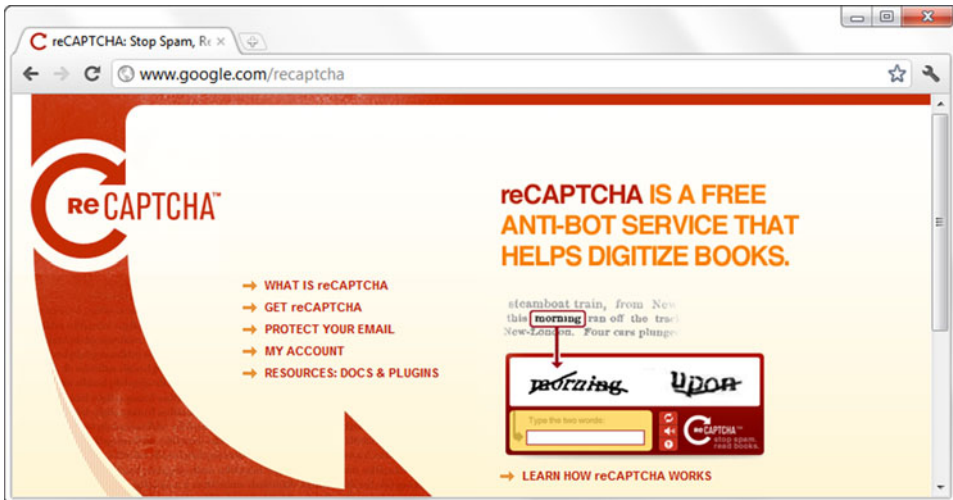 reCAPTCHA: Stop Spam, Re
www.google.com/recaptcha
reCAPTCHA™
reCAPTCHA IS A FREE
ANTI-BOT SERVICE THAT
HELPS DIGITIZE BOOKS.
WHAT IS reCAPTCHA
GET reCAPTCHA
PROTECT YOUR EMAIL
MY ACCOUNT
RESOURCES: DOCS & PLUGINS
steamboat train, from New
this morning ran off the trac
New-London. Four cars plunge
morning upon
Type the two words:
reCAPTCHA™
stop spam.
read books.
LEARN HOW reCAPTCHA WORKS